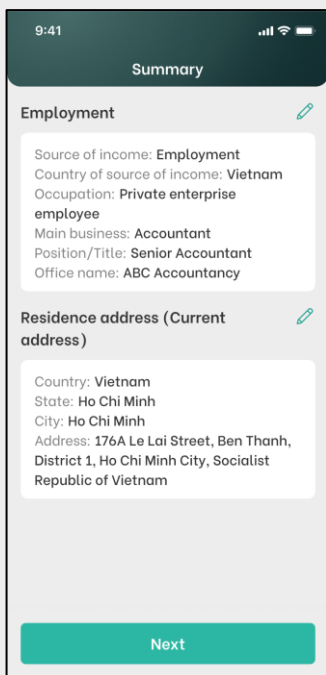 9:41
Summary
Employment
Source of income: Employment
Country of source of income: Vietnam
Occupation: Private enterprise
employee
Main business: Accountant
Position/Title: Senior Accountant
Office name: ABC Accountancy
Residence address (Current
address)
Country: Vietnam
State: Ho Chi Minh
City: Ho Chi Minh
Address: 176A Le Lai Street, Ben Thanh,
District 1, Ho Chi Minh City, Socialist
Republic of Vietnam
Next